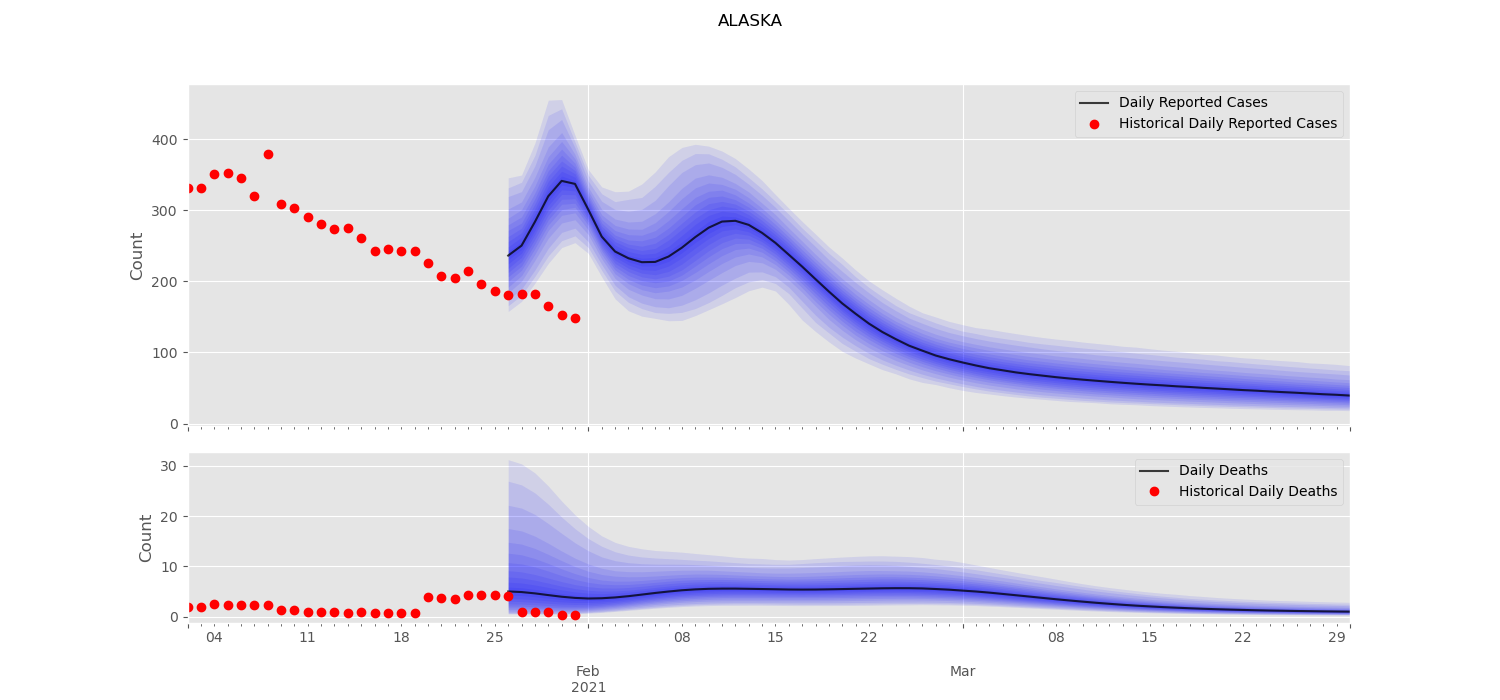 ALASKA
Daily Reported Cases
Historical Daily Reported Cases
Count
400
300
200
100
0
Daily Deaths
Historical Daily Deaths
Count
30
20
10
0
04 11 18 25 08 15 22 08 15 22 29
Feb Mar
2021